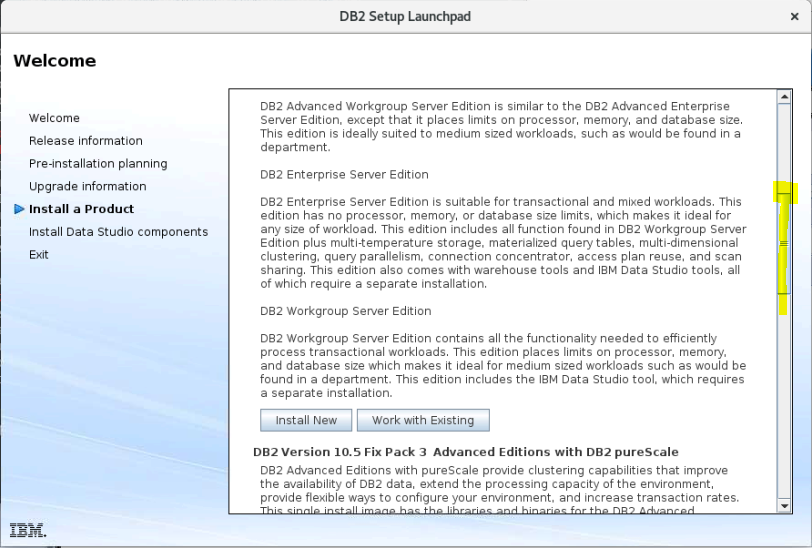 DB2 Setup Launchpad
×
Welcome
Welcome
Release information
Pre-installation planning
Upgrade information
Install a Product
Install Data Studio components
Exit
DB2 Advanced Workgroup Server Edition is similar to the DB2 Advanced Enterprise
Server Edition, except that it places limits on processor, memory, and database size.
This edition is ideally suited to medium sized workloads, such as would be found in a
department.
DB2 Enterprise Server Edition
DB2 Enterprise Server Edition is suitable for transactional and mixed workloads. This
edition has no processor, memory, or database size limits, which makes it ideal for
any size of workload. This edition includes all function found in DB2 Workgroup Server
Edition plus multi-temperature storage, materialized query tables, multi-dimensional
clustering, query parallelism, connection concentrator, access plan reuse, and scan
sharing. This edition also comes with warehouse tools and IBM Data Studio tools, all
of which require a separate installation.
DB2 Workgroup Server Edition
DB2 Workgroup Server Edition contains all the functionality needed to efficiently
process transactional workloads. This edition places limits on processor, memory,
and database size which makes it ideal for medium sized workloads such as would be
found in a department. This edition includes the IBM Data Studio tool, which requires
a separate installation.
Install New Work with Existing
DB2 Version 10.5 Fix Pack 3 Advanced Editions with DB2 pureScale
DB2 Advanced Editions with pureScale provide clustering capabilities that improve
the availability of DB2 data, extend the processing capacity of the environment,
provide flexible ways to configure your environment, and increase transaction rates.
This single install image has the libraries and binaries for the DB2 Advanced
IBM.